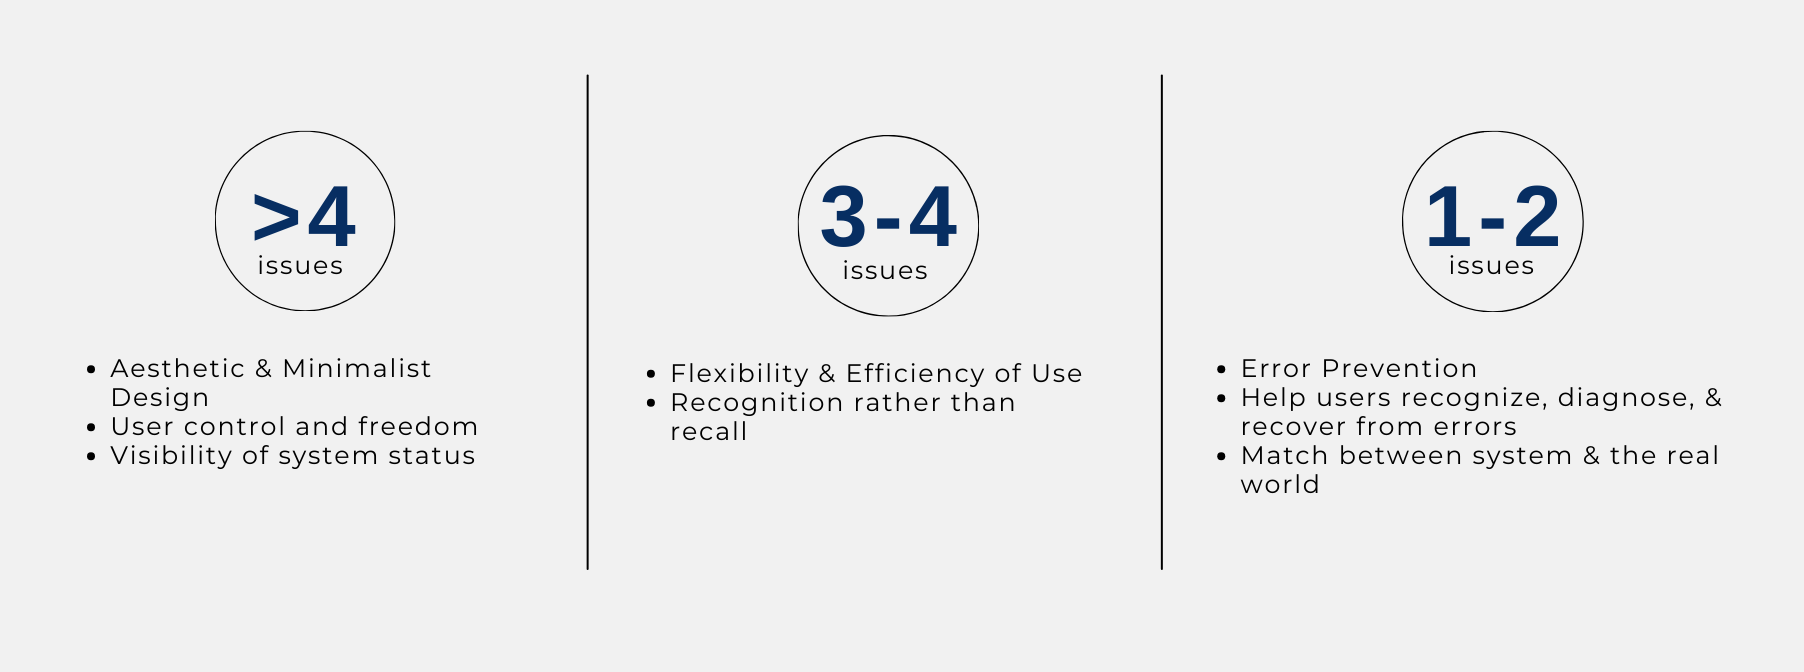 >4
issues
• Aesthetic & Minimalist
Design
• User control and freedom
• Visibility of system status
3-4
issues
• Flexibility & Efficiency of Use
• Recognition rather than
recall
1-2
issues
• Error Prevention
• Help users recognize, diagnose, &
recover from errors
• Match between system & the real
world